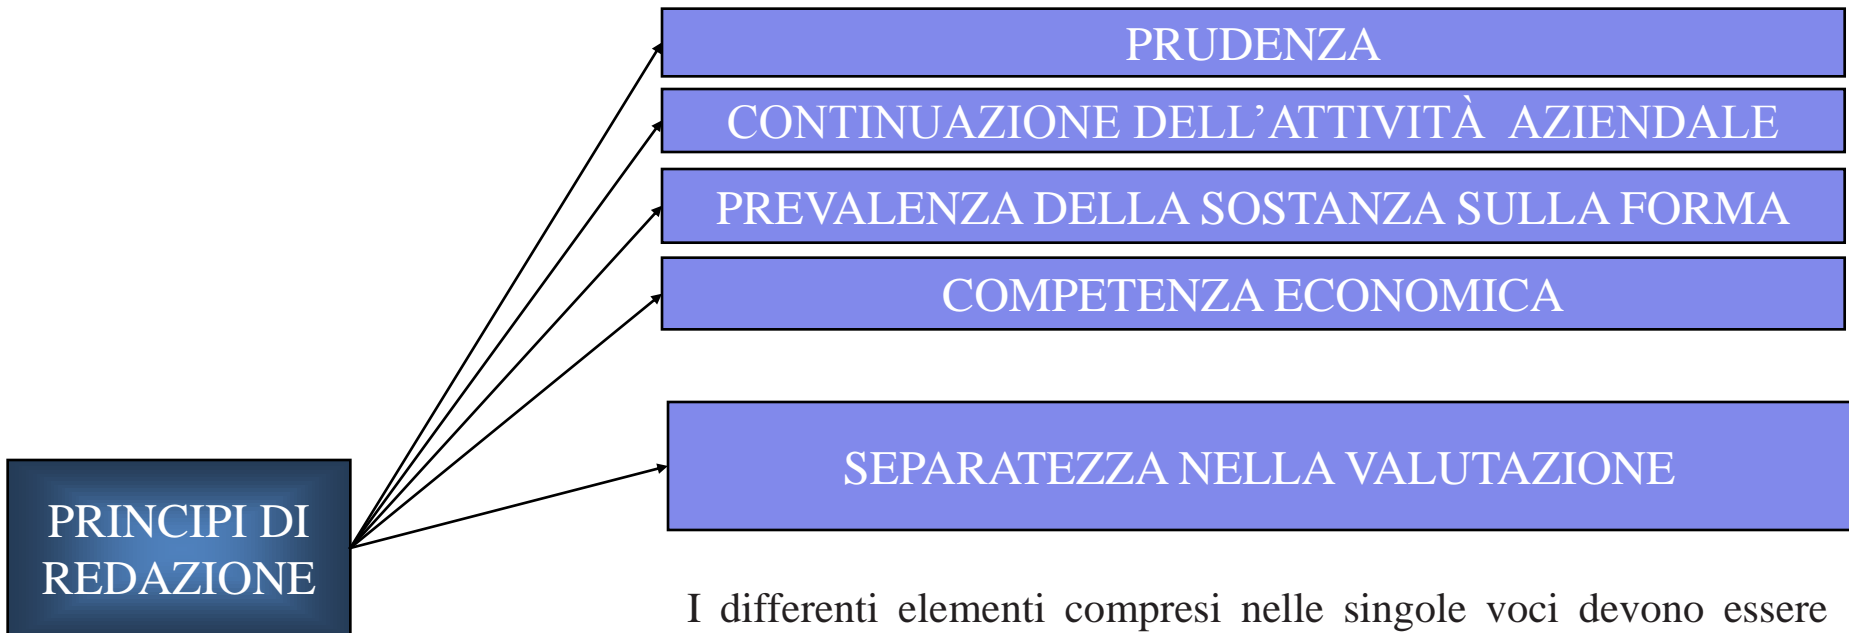 PRUDENZA
CONTINUAZIONE DELL’ATTIVITÀ AZIENDALE
PREVALENZA DELLA SOSTANZA SULLA FORMA
COMPETENZA ECONOMICA
SEPARATEZZA NELLA VALUTAZIONE
PRINCIPI DI
REDAZIONE
I differenti elementi compresi nelle singole voci devono essere